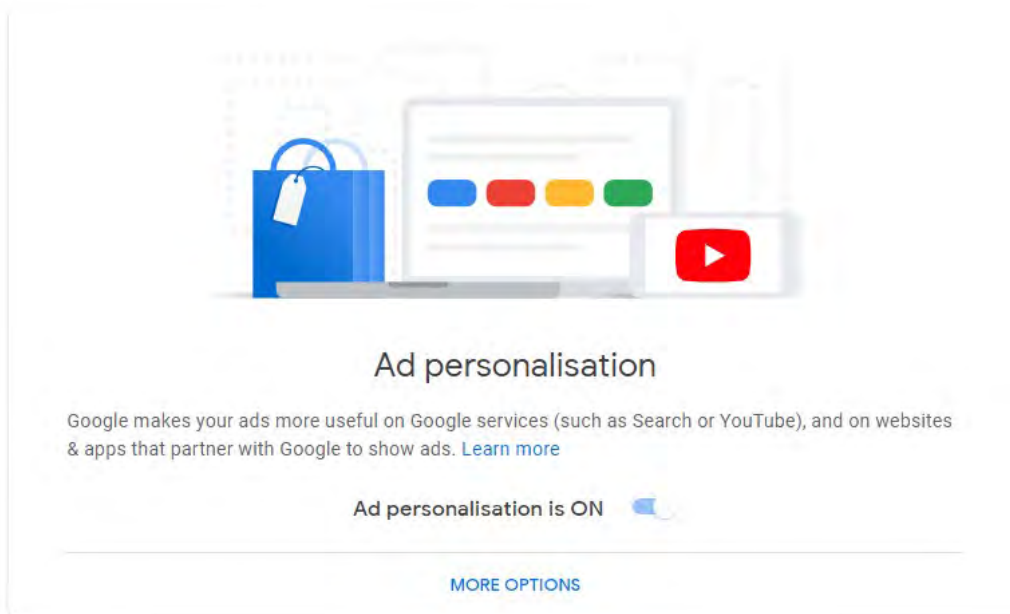 Ad personalisation
Google makes your ads more useful on Google services (such as Search or YouTube), and on websites
& apps that partner with Google to show ads. Learn more
Ad personalisation is ON
MORE OPTIONS